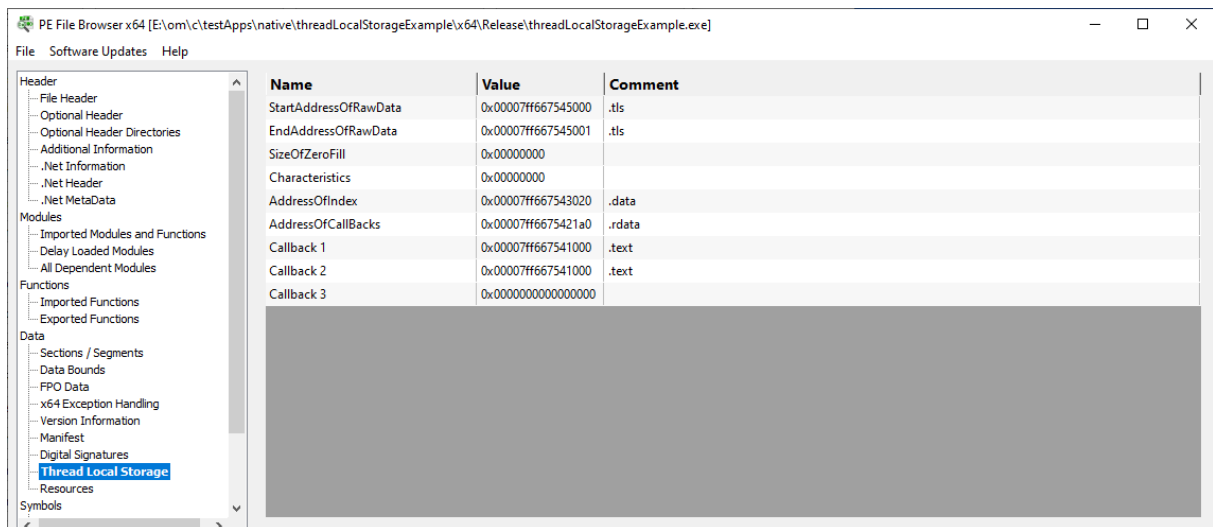 PE File Browser x64 [E:\om\c\testApps\native\threadLocalStorageExample\x64\Release\threadLocalStorageExample.exe]
File Software Updates Help
Header
File Header
Optional Header
Optional Header Directories
Additional Information
.Net Information
.Net Header
.Net MetaData
Modules
Imported Modules and Functions
Delay Loaded Modules
All Dependent Modules
Functions
Imported Functions
Exported Functions
Data
Sections / Segments
Data Bounds
FPO Data
x64 Exception Handling
Version Information
Manifest
Digital Signatures
Thread Local Storage
Resources
Symbols
Name Value Comment
StartAddressOfRawData 0x00007ff667545000 .tls
EndAddressOfRawData 0x00007ff667545001 .tls
SizeOfZeroFill 0x00000000
Characteristics 0x00000000
AddressOfIndex 0x00007ff667543020 .data
AddressOfCallBacks 0x00007ff6675421a0 .rdata
Callback 1 0x00007ff667541000 .text
Callback 2 0x00007ff667541000 .text
Callback 3 0x0000000000000000